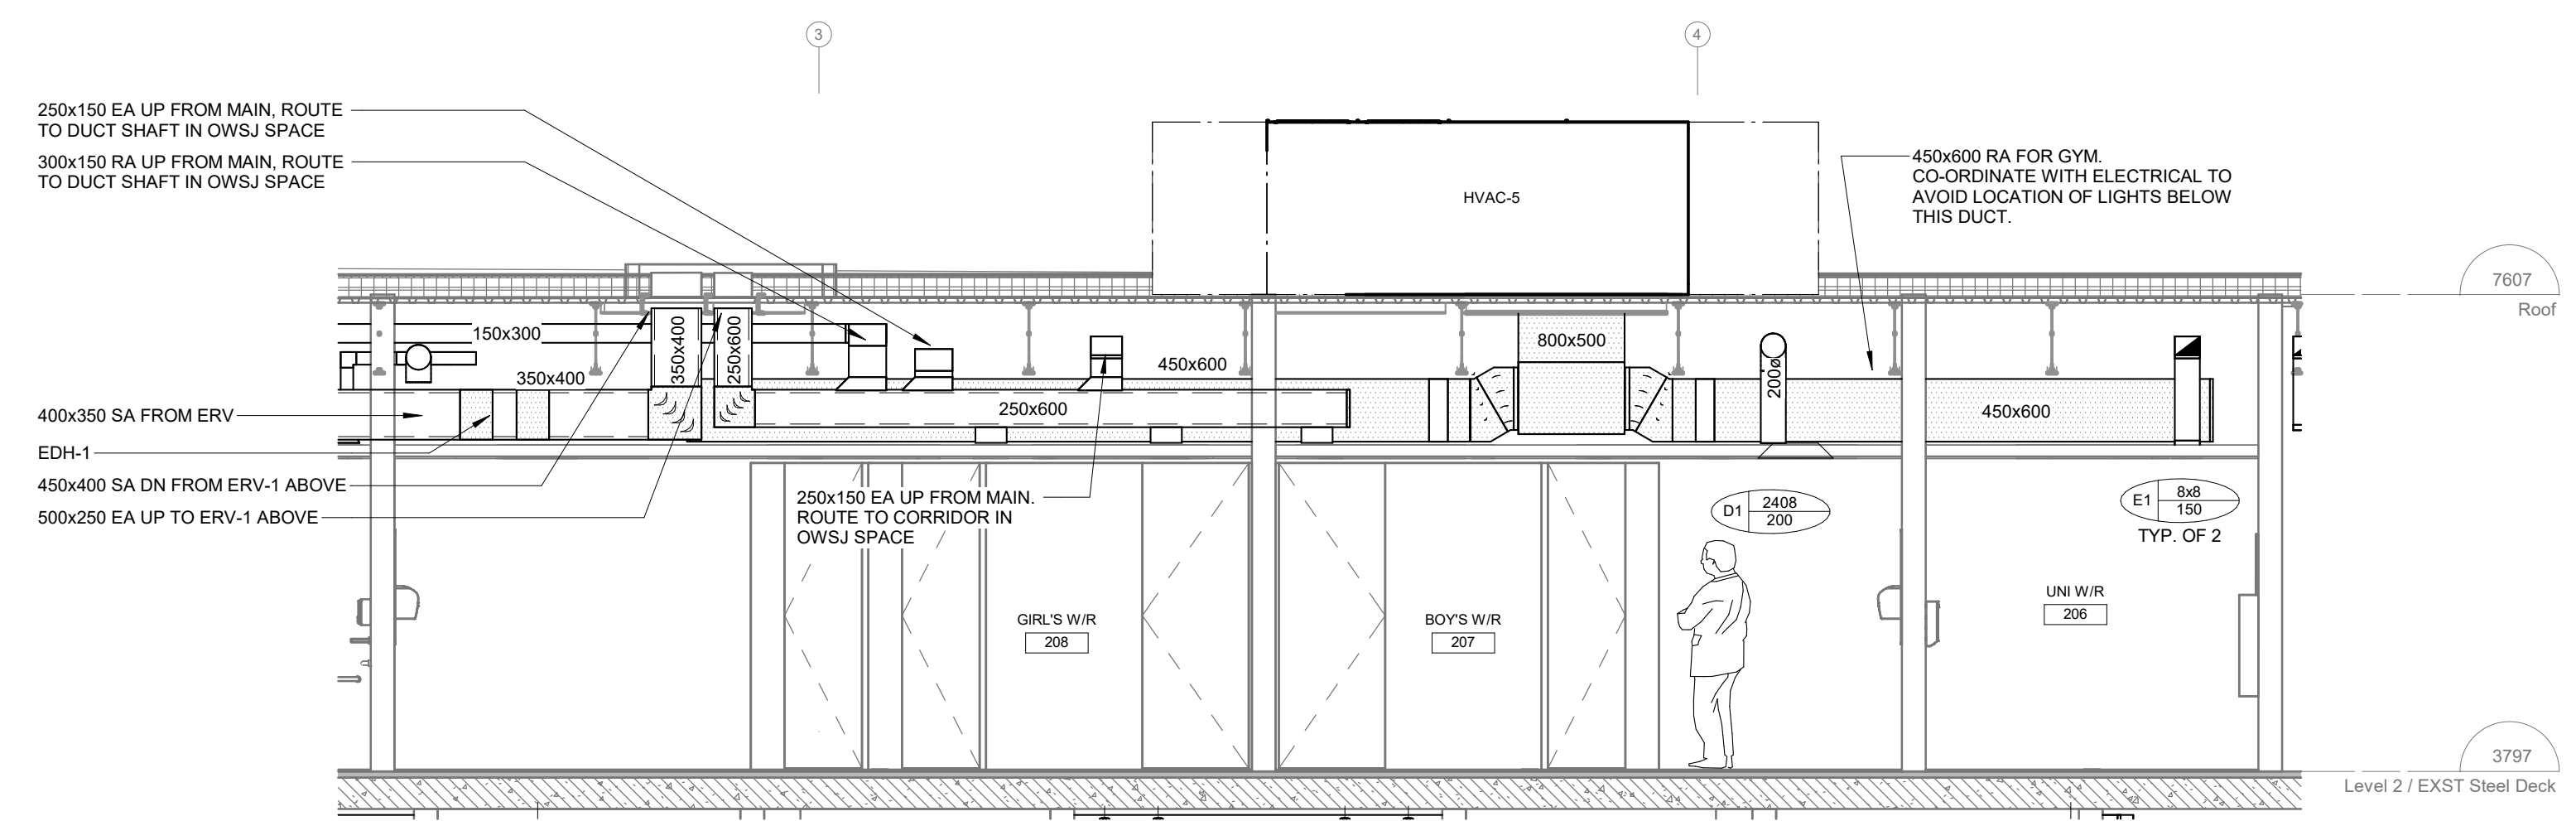 3
4
250x150 EA UP FROM MAIN, ROUTE
TO DUCT SHAFT IN OWSJ SPACE
300x150 RA UP FROM MAIN, ROUTE
TO DUCT SHAFT IN OWSJ SPACE
450x600 RA FOR GYM.
CO-ORDINATE WITH ELECTRICAL TO
AVOID LOCATION OF LIGHTS BELOW
THIS DUCT.
HVAC-5
7607
Roof
150x300
350x400
250x600
800x500
450x600
350x400
200ø
400x350 SA FROM ERV
250x600
450x600
EDH-1
450x400 SA DN FROM ERV-1 ABOVE
500x250 EA UP TO ERV-1 ABOVE
250x150 EA UP FROM MAIN.
ROUTE TO CORRIDOR IN
OWSJ SPACE
D1
2408
200
E1
8x8
150
TYP. OF 2
GIRL'S W/R
208
BOY'S W/R
207
UNI W/R
206
3797
Level 2 / EXST Steel Deck